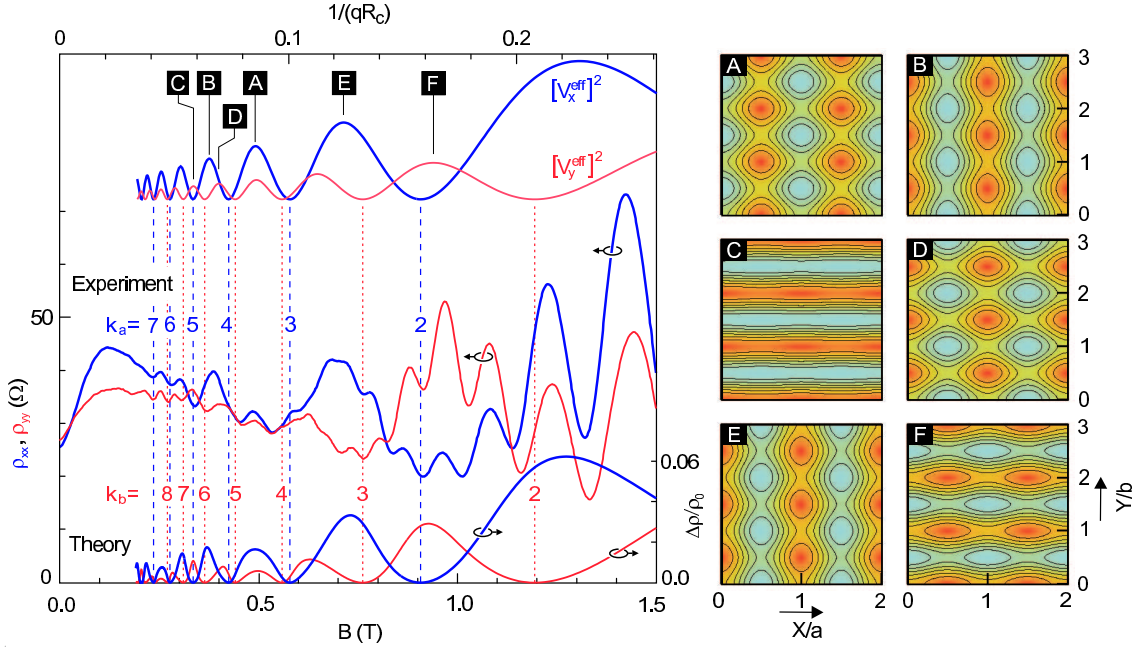 1/(qRc)
0 0.1 0.2
C B D A E F
[Vxeff]2
[Vyeff]2
Experiment
ka= 7 6 5 4 3 2
50
ρxx, ρyy (Ω)
kb= 8 7 6 5 4 3 2
Theory
0
0.06
Δρ/ρ0
0.0
0.0 0.5 1.0 1.5
B (T)
A B 3
2
1
0
C D 3
2
1
0
E F 3
2
1
0
Y/b
0 1 2 0 1 2
X/a